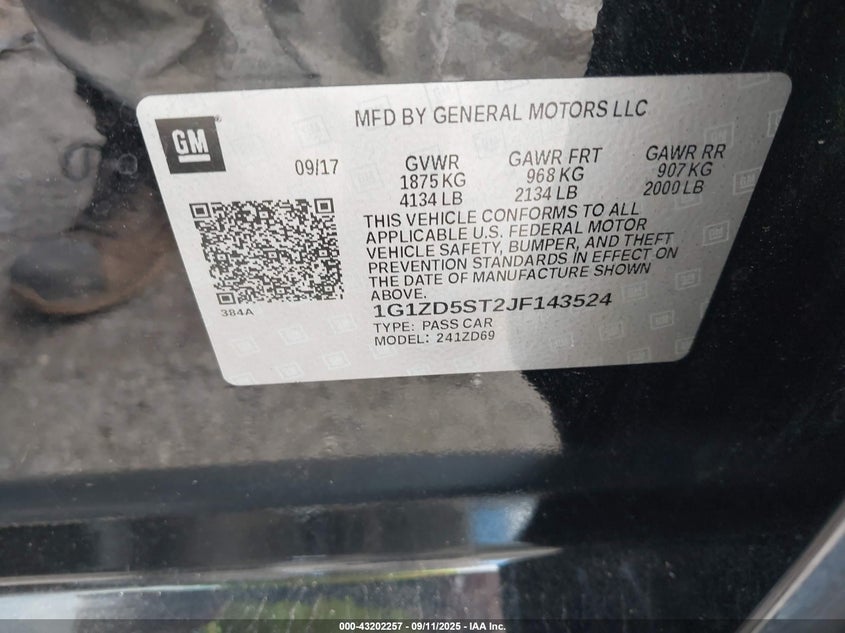 GM
MFD BY GENERAL MOTORS LLC
09/17
GVWR
1875 KG
4134 LB
GAWR FRT
968 KG
2134 LB
GAWR RR
907 KG
2000 LB
THIS VEHICLE CONFORMS TO ALL
APPLICABLE U.S. FEDERAL MOTOR
VEHICLE SAFETY, BUMPER, AND THEFT
PREVENTION STANDARDS IN EFFECT ON
THE DATE OF MANUFACTURE SHOWN
ABOVE.
384A
1G1ZD5ST2JF143524
TYPE: PASS CAR
MODEL: 241ZD69
000-43202257 - 09/11/2025 - IAA Inc.